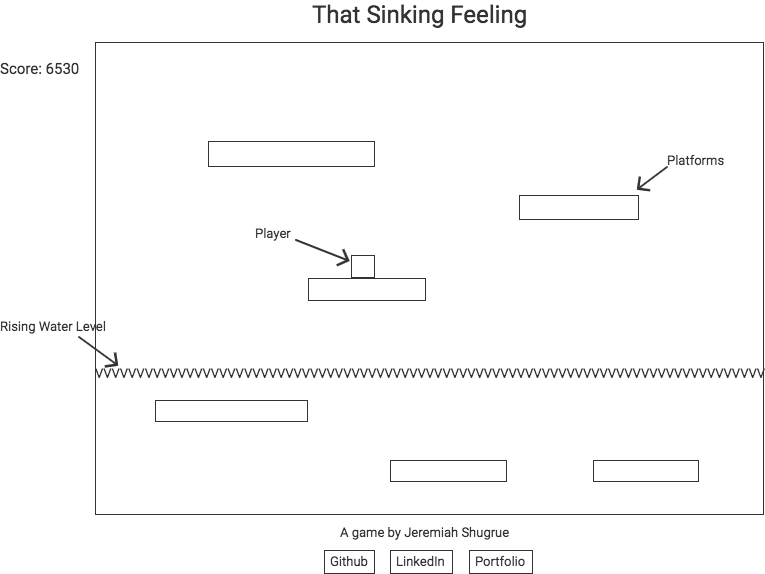 That Sinking Feeling
Score: 6530
Platforms
Player
Rising Water Level
A game by Jeremiah Shugrue
Github
LinkedIn
Portfolio